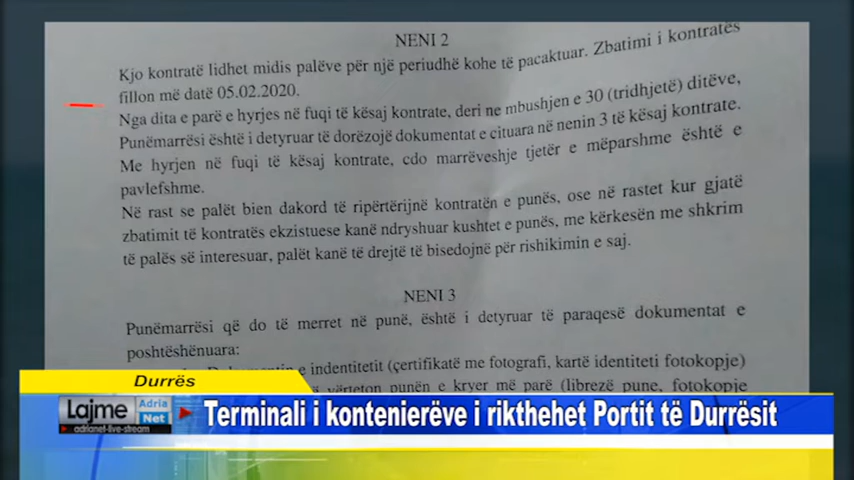 NENI 2
Kjo kontratë lidhet midis palëve për një periudhë kohe të pacaktuar. Zbatimi i kontratës
fillon më datë 05.02.2020.
Nga dita e parë e hyrjes në fuqi të kësaj kontrate, deri ne mbushjen e 30 (tridhjetë) ditëve,
Punëmarrësi është i detyruar të dorëzojë dokumentat e cituara në nenin 3 të kësaj kontrate.
Me hyrjen në fuqi të kësaj kontrate, cdo marrëveshje tjetër e mëparshme është e
pavlefshme.
Në rast se palët bien dakord të ripërtërijnë kontratën e punës, ose në rastet kur gjatë
zbatimit të kontratës ekzistuese kanë ndryshuar kushtet e punës, me kërkesën me shkrim
të palës së interesuar, palët kanë të drejtë të bisedojnë për rishikimin e saj.
NENI 3
Punëmarrësi që do të merret në punë, është i detyruar të paraqesë dokumentat e
poshtëshënuara:
e indentitetit (çertifikatë me fotografi, kartë identiteti fotokopje)
vërteton punën e kryer më parë (librezë pune, fotokopje
Durrës
Lajme Adria Net
adrianet-live-stream
Terminali i kontenierëve i rikthehet Portit të Durrësit